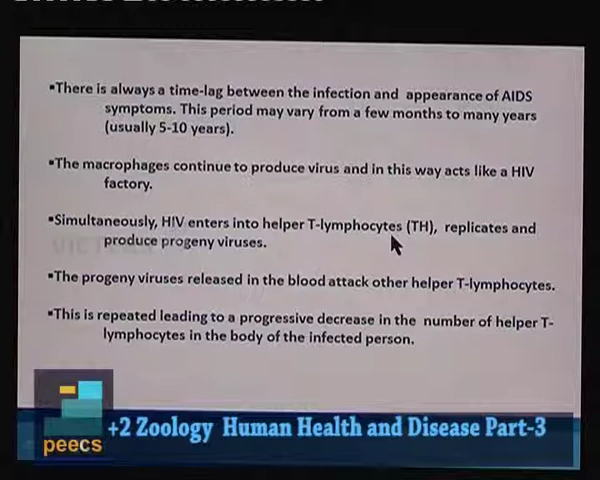 ▪There is always a time-lag between the infection and appearance of AIDS
symptoms. This period may vary from a few months to many years
(usually 5-10 years).
▪The macrophages continue to produce virus and in this way acts like a HIV
factory.
▪Simultaneously, HIV enters into helper T-lymphocytes (TH), replicates and
produce progeny viruses.
▪The progeny viruses released in the blood attack other helper T-lymphocytes.
▪This is repeated leading to a progressive decrease in the number of helper T-
lymphocytes in the body of the infected person.
+2 Zoology Human Health and Disease Part-3
peecs